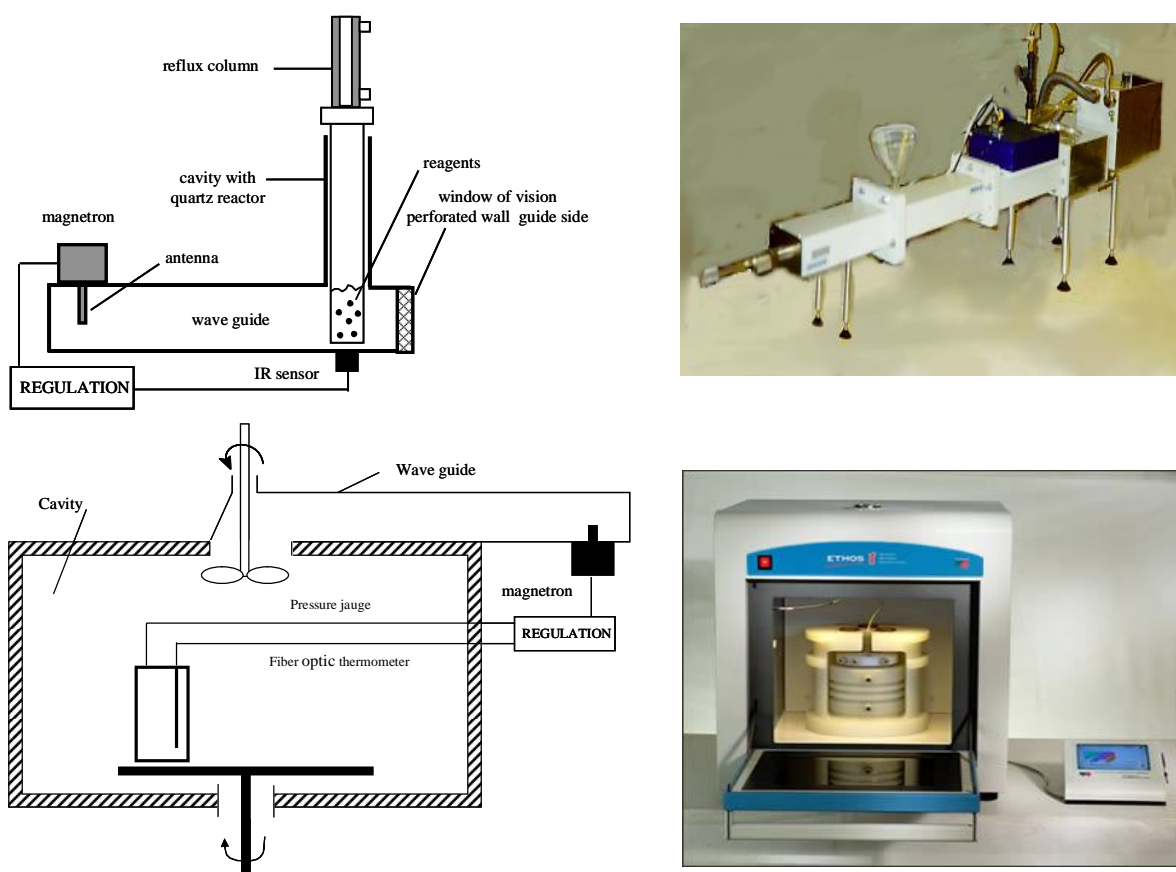 reflux column
reagents
cavity with
quartz reactor
window of vision
perforated wall guide side
magnetron
antenna
wave guide
IR sensor
REGULATION
Wave guide
Cavity
magnetron
Pressure jauge
REGULATION
Fiber optic thermometer
ETHOS